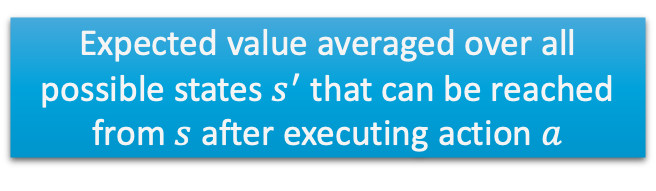 Expected value averaged over all
possible states s′ that can be reached
from s after executing action a